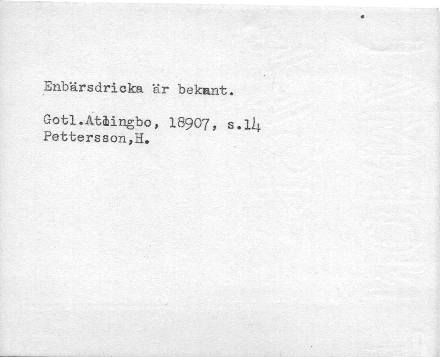 Enbärsdricka är bekant.
Gotl.Atlingbo, 18907, s.14
Pettersson,H.